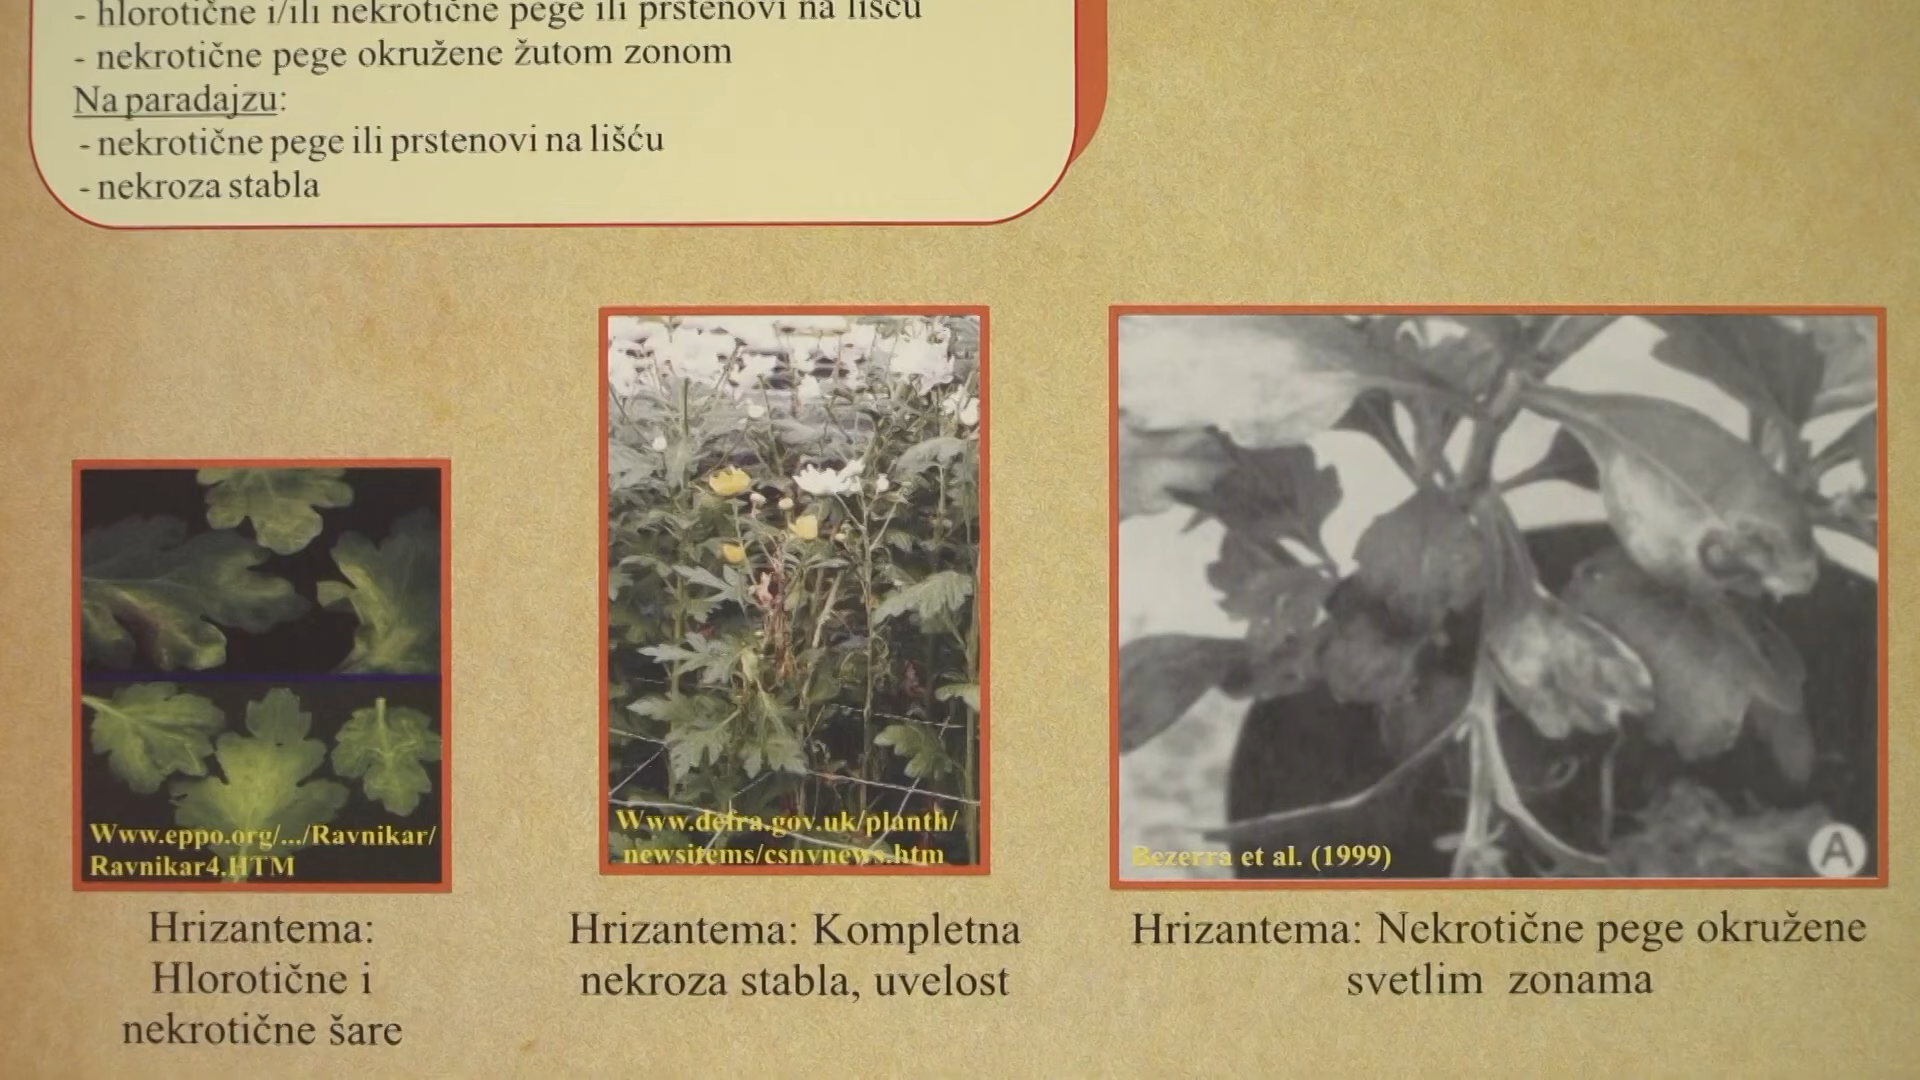 - hlorotične i/ili nekrotične pege ili prstenovi na lišću
- nekrotične pege okružene žutom zonom
Na paradajzu:
- nekrotične pege ili prstenovi na lišću
- nekroza stabla
Www.eppo.org/.../Ravnikar/
Ravnikar4.HTM
Hrizantema:
Hlorotične i
nekrotične šare
Www.defra.gov.uk/planth/
newsitems/csnvnews.htm
Hrizantema: Kompletna
nekroza stabla, uvelost
Bezerra et al. (1999)
A
Hrizantema: Nekrotične pege okružene
svetlim zonama